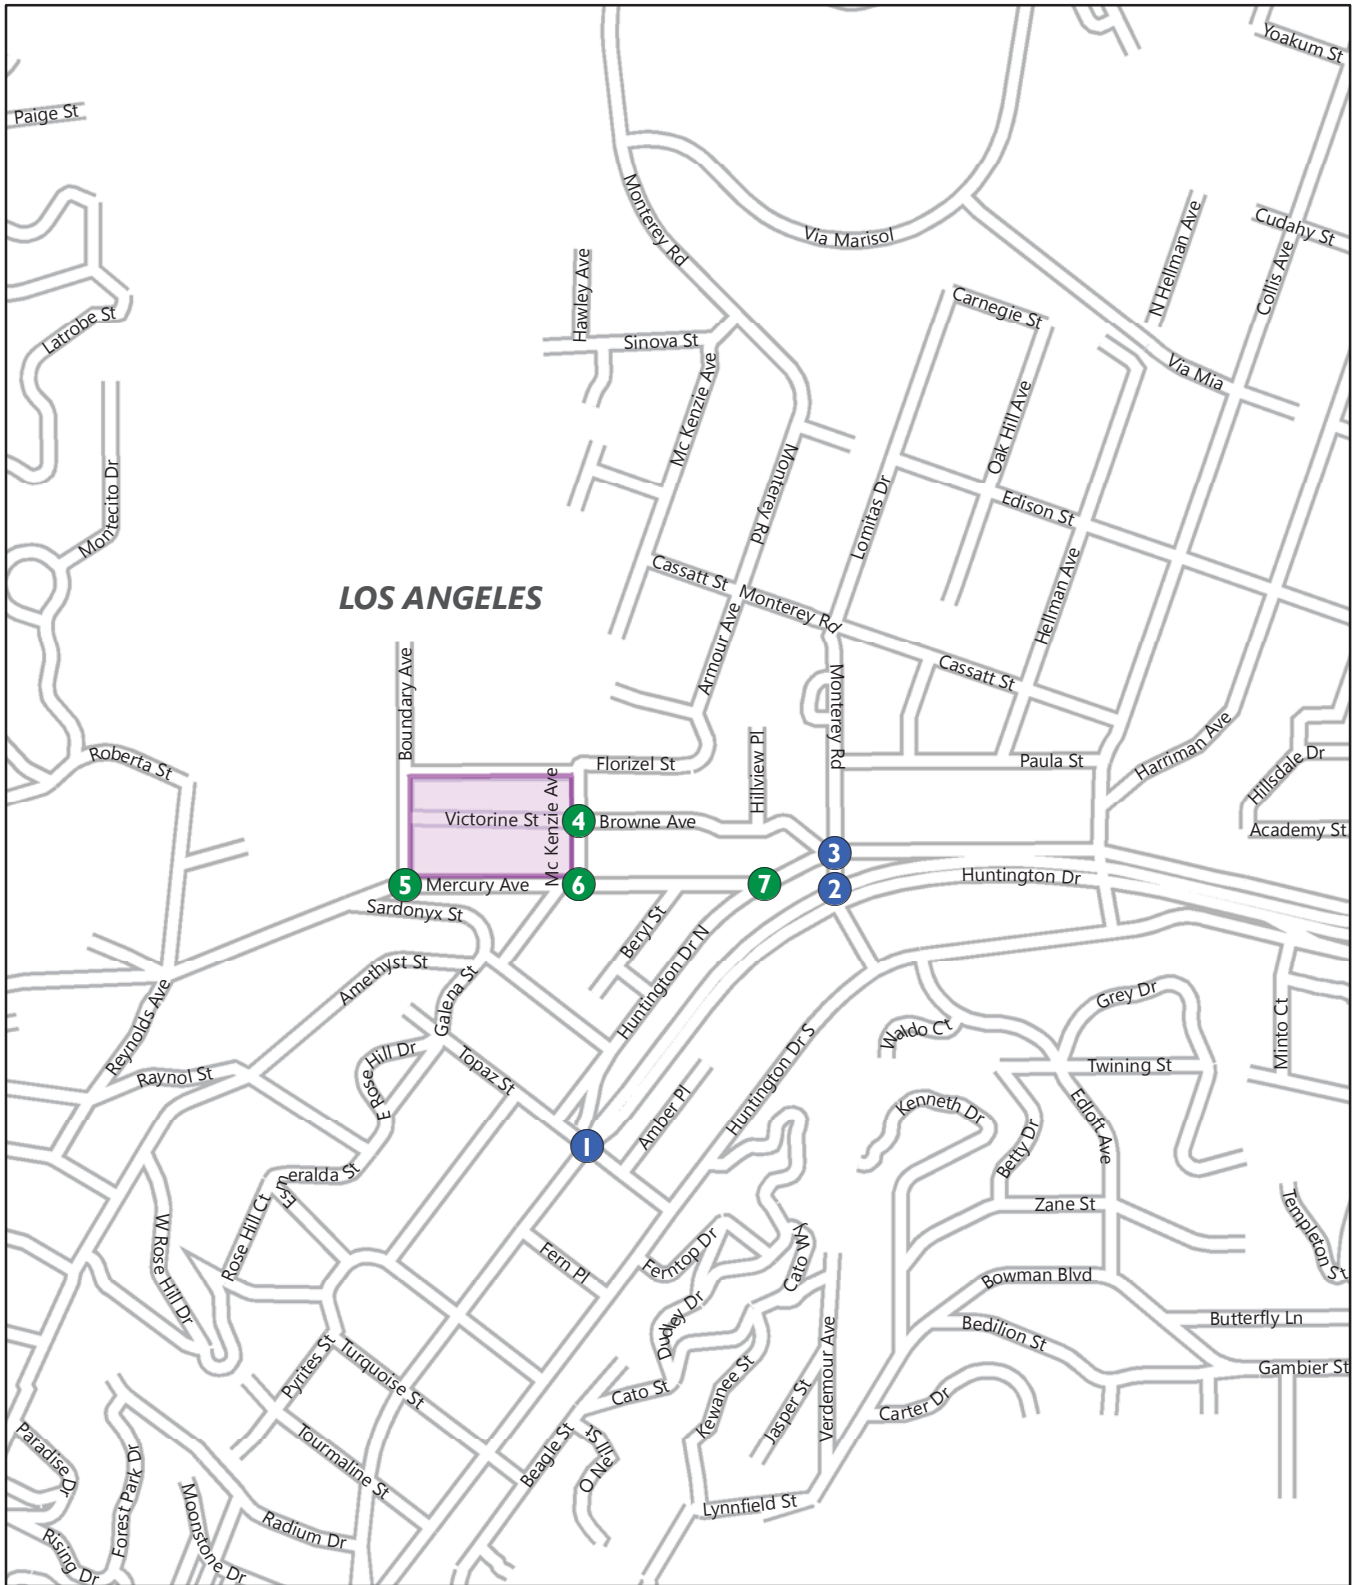 Yoakum St
Paige St
Monterey Rd
Via Marisol
N Hellman Ave
Cudahy St
Collis Ave
Hawley Ave
Latrobe St
Carnegie St
Sinova St
Mc Kenzie Ave
Via Mia
Oak Hill Ave
Montecito Dr
Monterey Rd
Lomitas Dr
Edison St
Hellman Ave
Cassatt St
Monterey Rd
LOS ANGELES
Armour Ave
Boundary Ave
Cassatt St
Monterey Rd
Harriman Ave
Roberta St
Florizel St
Hillview Pl
Paula St
Hillsdale Dr
Mc Kenzie Ave
Victorine St
4
Browne Ave
Academy St
3
5
Mercury Ave
6
7
2
Huntington Dr
Sardonyx St
Beryl St
Huntington Dr N
Amethyst St
Galena St
Reynolds Ave
Grey Dr
Waldo Ct
Minto Ct
E Rose Hill Dr
Topaz St
Raynol St
Huntington Dr S
Twining St
Amber Pl
Kenneth Dr
Edloft Ave
Betty Dr
1
Esmeralda St
Rose Hill Ct
W Rose Hill Dr
Zane St
Templeton St
Fern Pl
Ferntop Dr
Cato Wy
Bowman Blvd
Dudley Dr
Butterfly Ln
Bedilion St
Verdemour Ave
Pyrites St
Turquoise St
Gambier St
Cato St
Kewanee St
Jasper St
Carter Dr
Paradise Dr
Forest Park Dr
Tourmaline St
Beagle St
O Neill St
Moonstone Dr
Lynnfield St
Radium Dr
Rising Dr